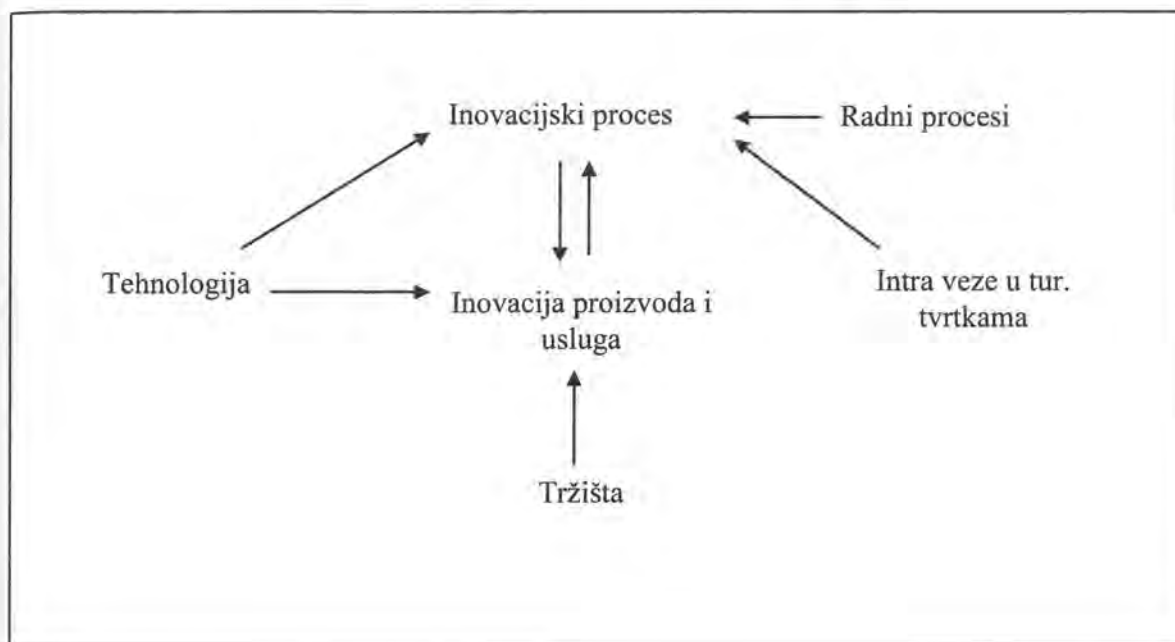 Inovacijski proces
Radni procesi
Tehnologija
Inovacija proizvoda i
usluga
Intra veze u tur.
tvrtkama
Tržišta